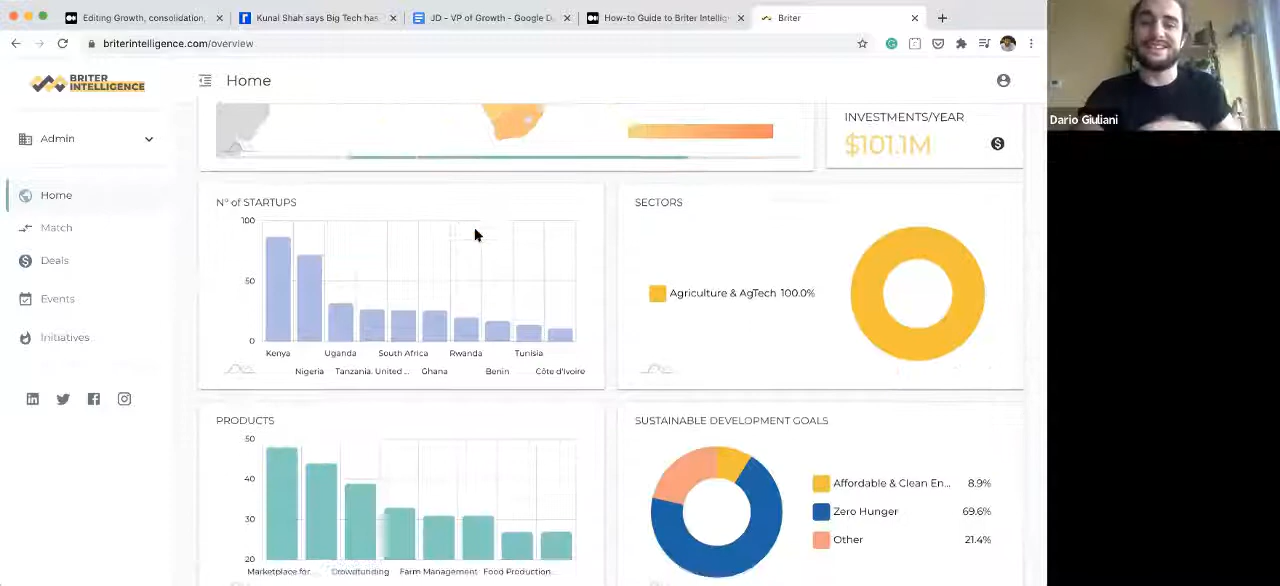 Editing Growth, consolidation,
Kunal Shah says Big Tech has
JD - VP of Growth - Google D
How-to Guide to Briter Intellig
Briter
briterintelligence.com/overview
BRITER
INTELLIGENCE
Home
Admin
Home
Match
Deals
Events
Initiatives
INVESTMENTS/YEAR
$101.1M
Dario Giuliani
N° of STARTUPS
100
50
0
Kenya
Uganda
South Africa
Rwanda
Tunisia
Nigeria
Tanzania, United ...
Ghana
Benin
Côte d'Ivoire
SECTORS
Agriculture & AgTech 100.0%
PRODUCTS
50
40
30
20
Marketplace for...
Crowdfunding
Farm Management
Food Production...
SUSTAINABLE DEVELOPMENT GOALS
Affordable & Clean En... 8.9%
Zero Hunger 69.6%
Other 21.4%